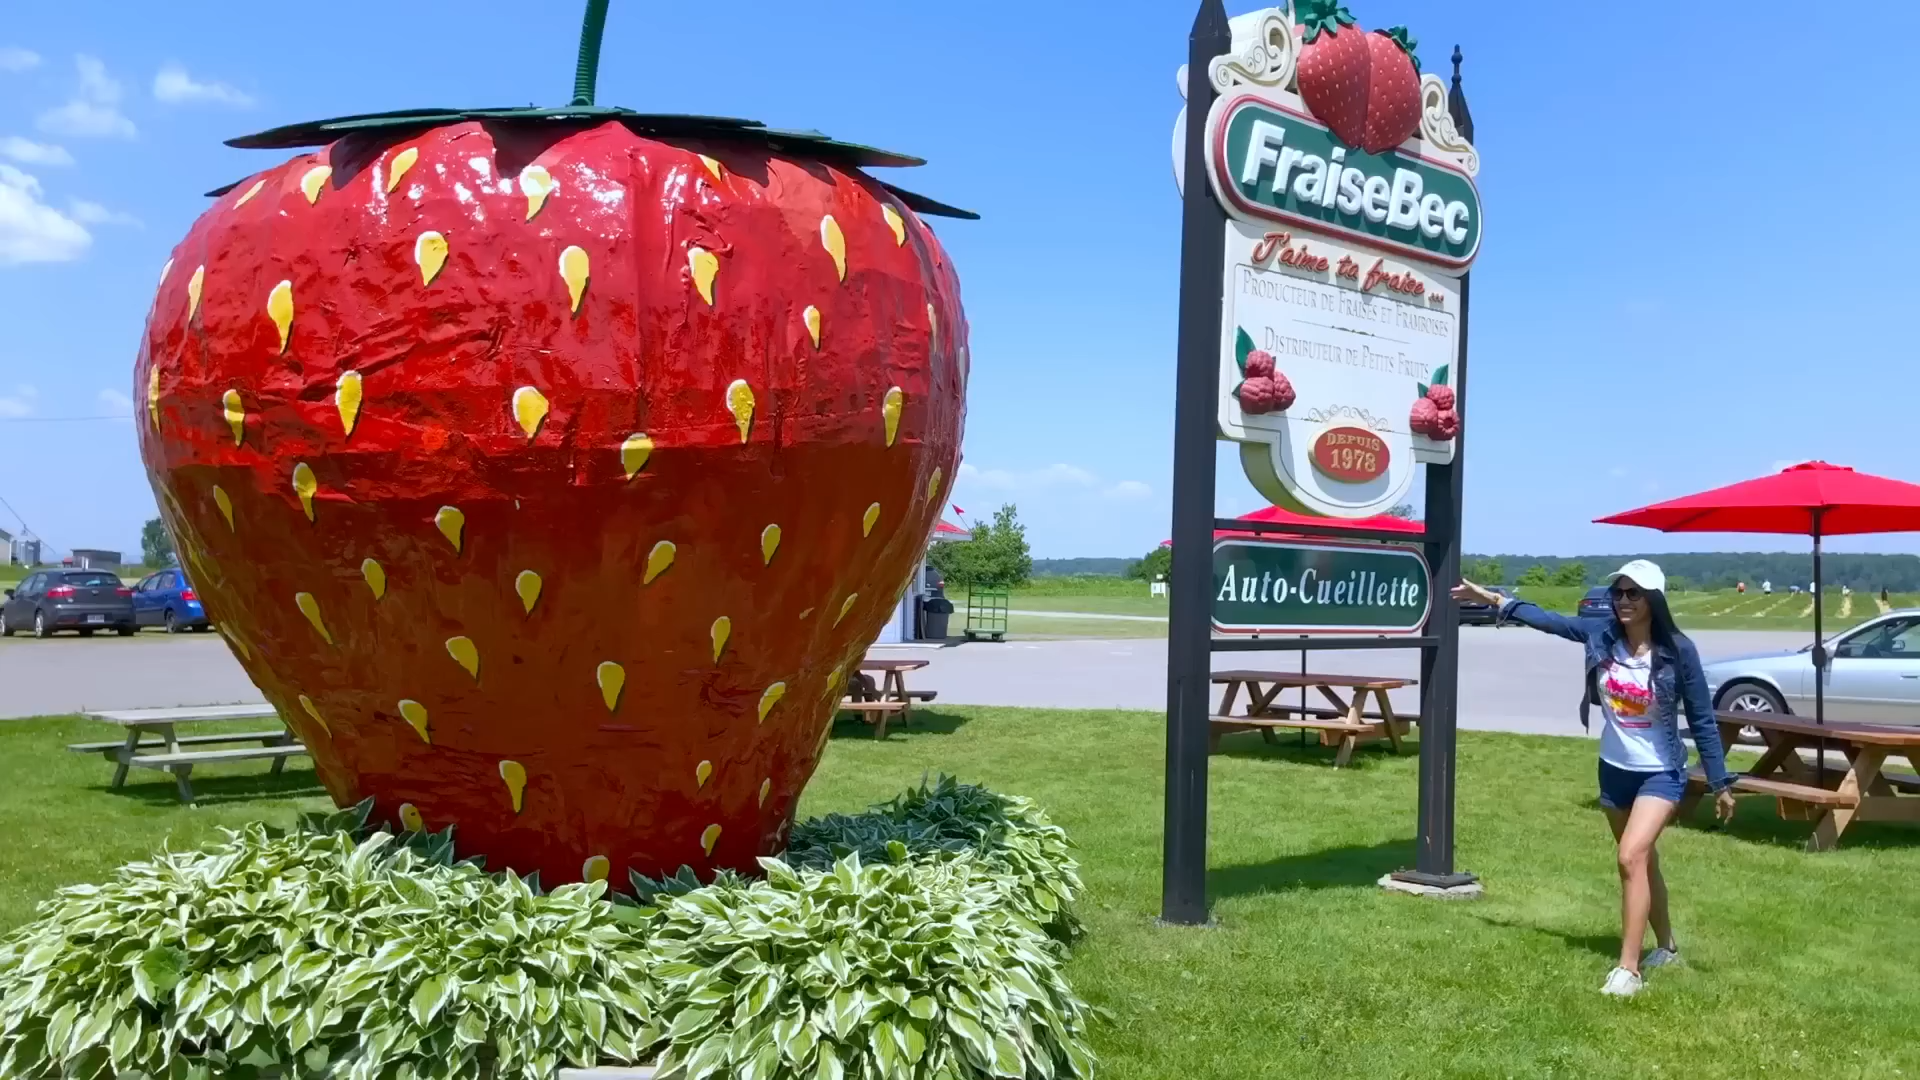 FraiseBec
J'aime ta fraise...
Producteur de Fraises et Framboises
Distributeur de Petits Fruits
DEPUIS
1978
Auto-Cueillette